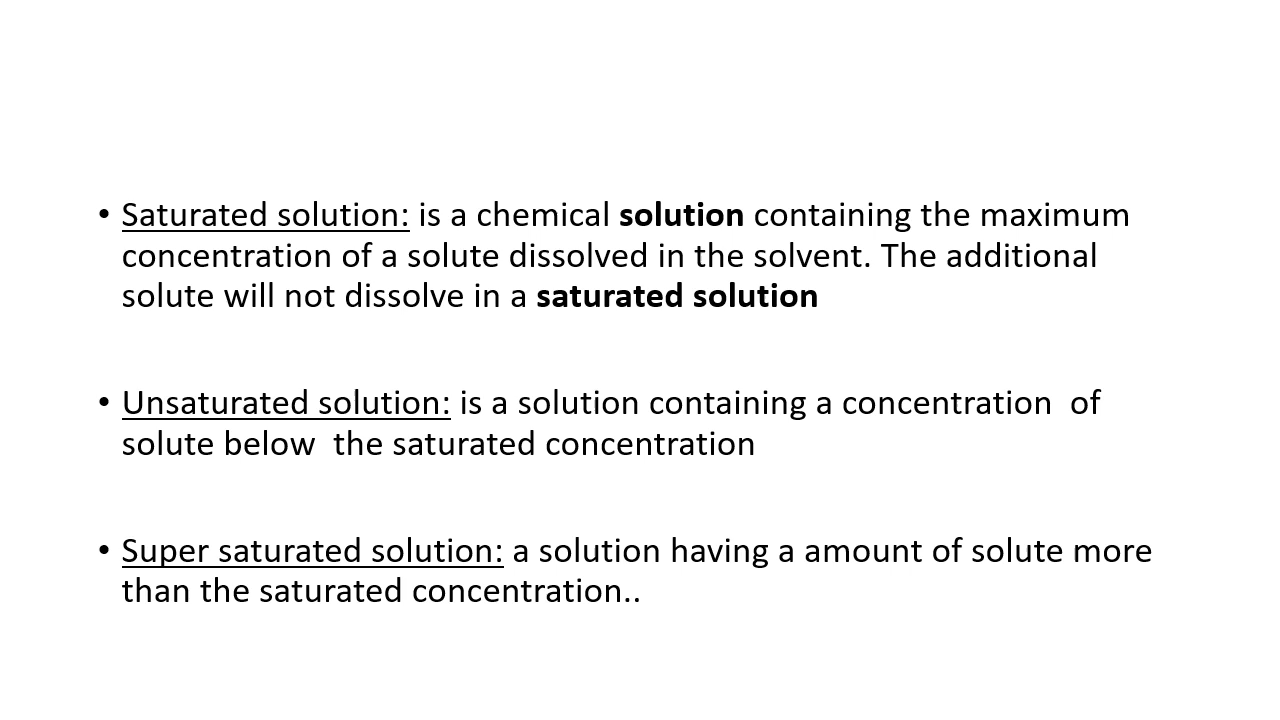 • Saturated solution: is a chemical solution containing the maximum
concentration of a solute dissolved in the solvent. The additional
solute will not dissolve in a saturated solution
• Unsaturated solution: is a solution containing a concentration  of
solute below  the saturated concentration
• Super saturated solution: a solution having a amount of solute more
than the saturated concentration..